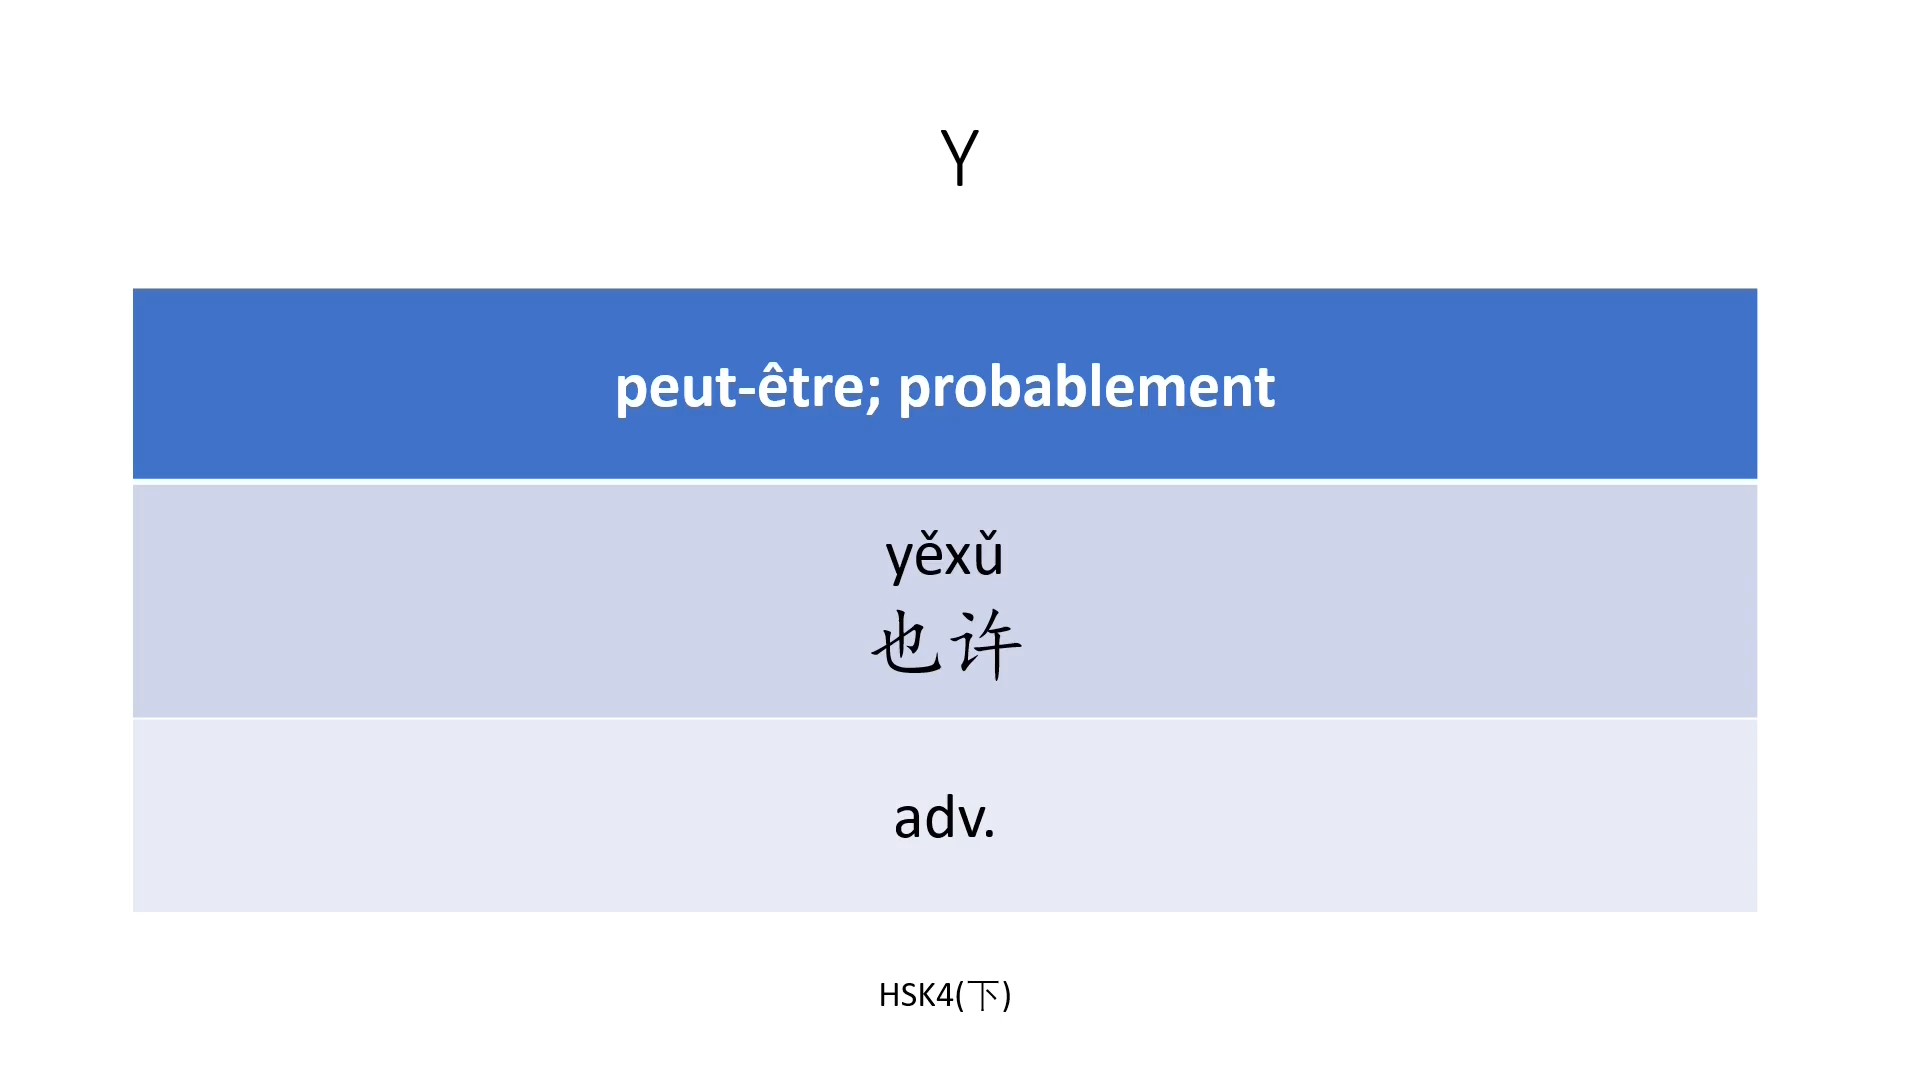 Y
peut-être; probablement
yěxǔ
也许
adv.
HSK4(下)